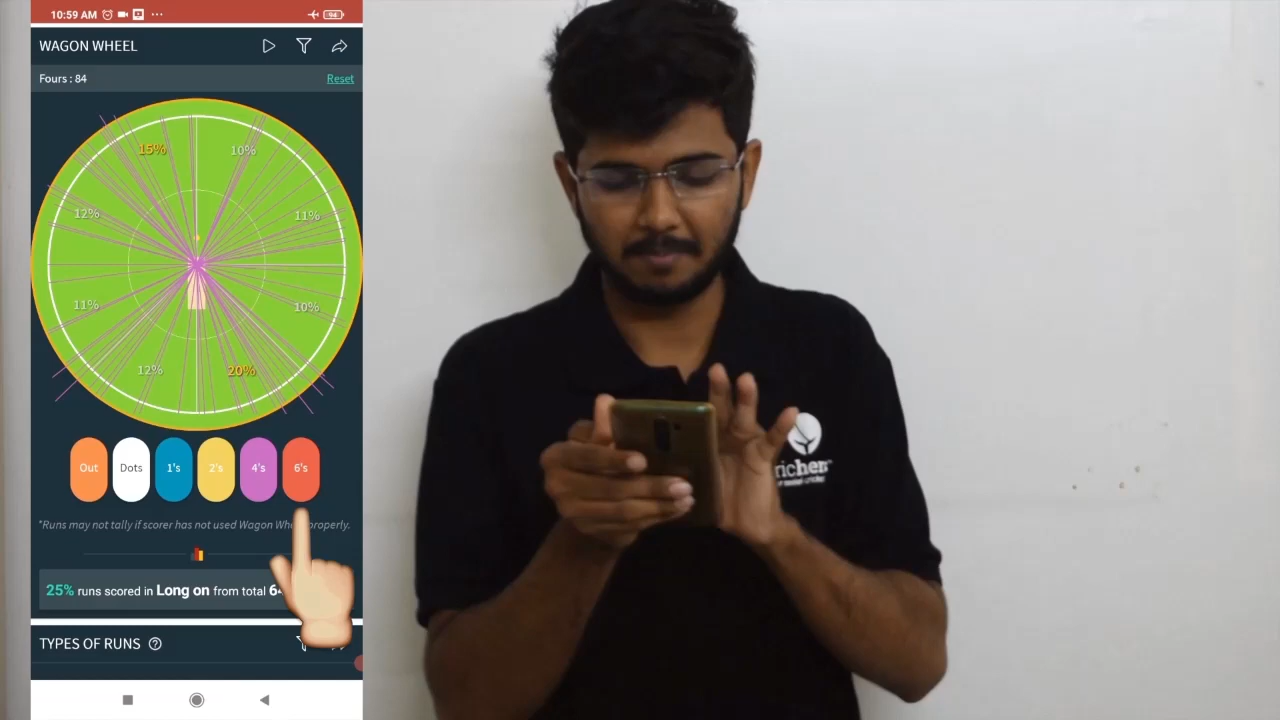 10:59 AM
94
WAGON WHEEL
Fours : 84
Reset
15%
10%
12%
11%
11%
10%
12%
20%
Out
Dots
1's
2's
4's
6's
*Runs may not tally if scorer has not used Wagon properly.
25% runs scored in Long on from total
TYPES OF RUNS